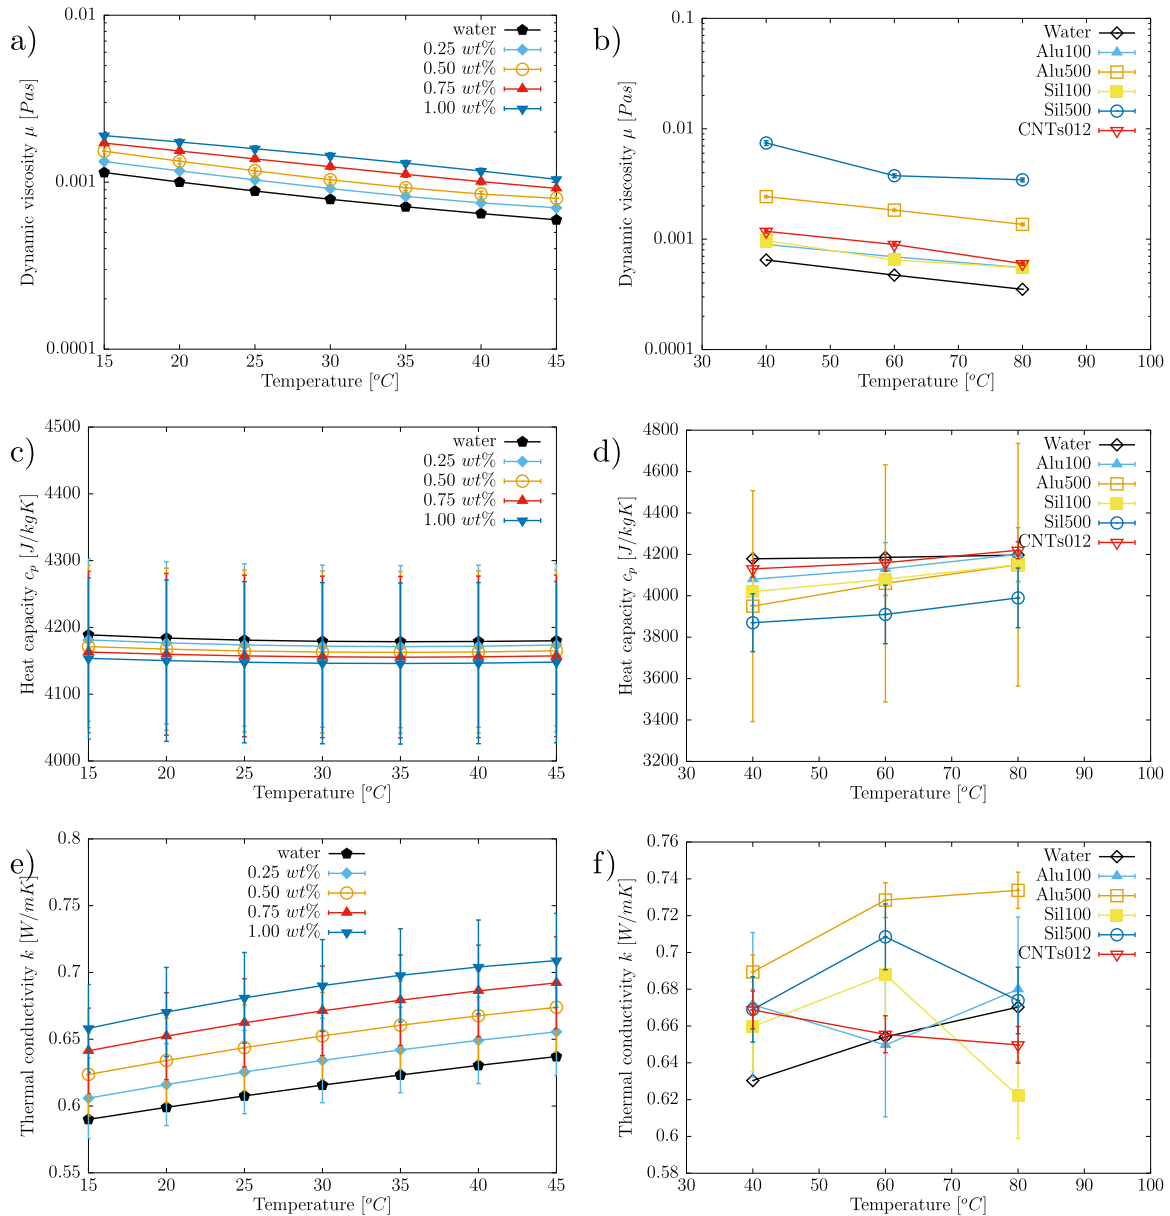 a)
0.01
0.001
0.0001
Dynamic viscosity μ [Pas]
water
0.25 wt%
0.50 wt%
0.75 wt%
1.00 wt%
15 20 25 30 35 40 45
Temperature [°C]
b)
0.1
0.01
0.001
0.0001
Dynamic viscosity μ [Pas]
Water
Alu100
Alu500
Sil100
Sil500
CNTs012
30 40 50 60 70 80 90 100
Temperature [°C]
c)
4500
4400
4300
4200
4100
4000
Heat capacity cp [J/kgK]
water
0.25 wt%
0.50 wt%
0.75 wt%
1.00 wt%
15 20 25 30 35 40 45
Temperature [°C]
d)
4800
4600
4400
4200
4000
3800
3600
3400
3200
Heat capacity cp [J/kgK]
Water
Alu100
Alu500
Sil100
Sil500
CNTs012
30 40 50 60 70 80 90 100
Temperature [°C]
e)
0.8
0.75
0.7
0.65
0.6
0.55
Thermal conductivity k [W/mK]
water
0.25 wt%
0.50 wt%
0.75 wt%
1.00 wt%
15 20 25 30 35 40 45
Temperature [°C]
f)
0.76
0.74
0.72
0.7
0.68
0.66
0.64
0.62
0.6
0.58
Thermal conductivity k [W/mK]
Water
Alu100
Alu500
Sil100
Sil500
CNTs012
30 40 50 60 70 80 90 100
Temperature [°C]